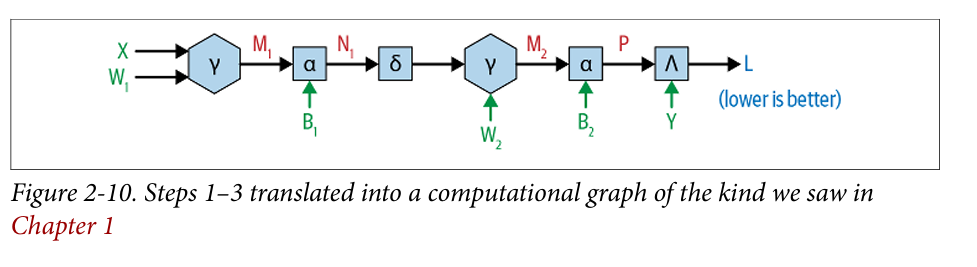 X
W₁
γ
M₁
α
B₁
N₁
δ
γ
W₂
M₂
α
B₂
P
Λ
Y
L
(lower is better)
Figure 2-10. Steps 1–3 translated into a computational graph of the kind we saw in
Chapter 1